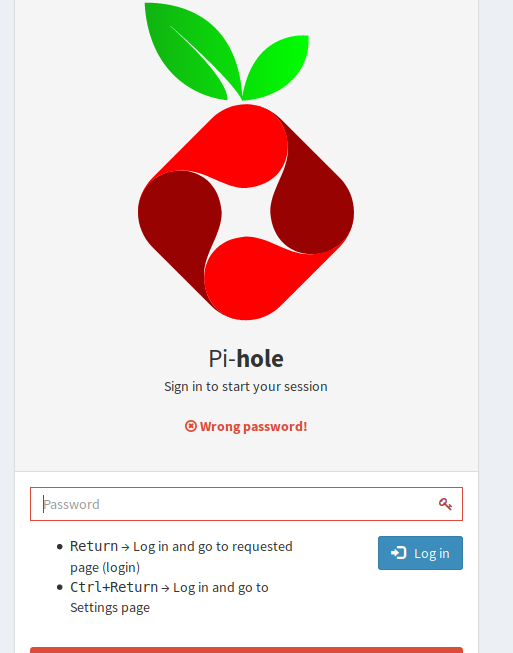 Pi-hole
Sign in to start your session
Wrong password!
Password
Return → Log in and go to requested
page (login)
Ctrl+Return → Log in and go to
Settings page
Log in